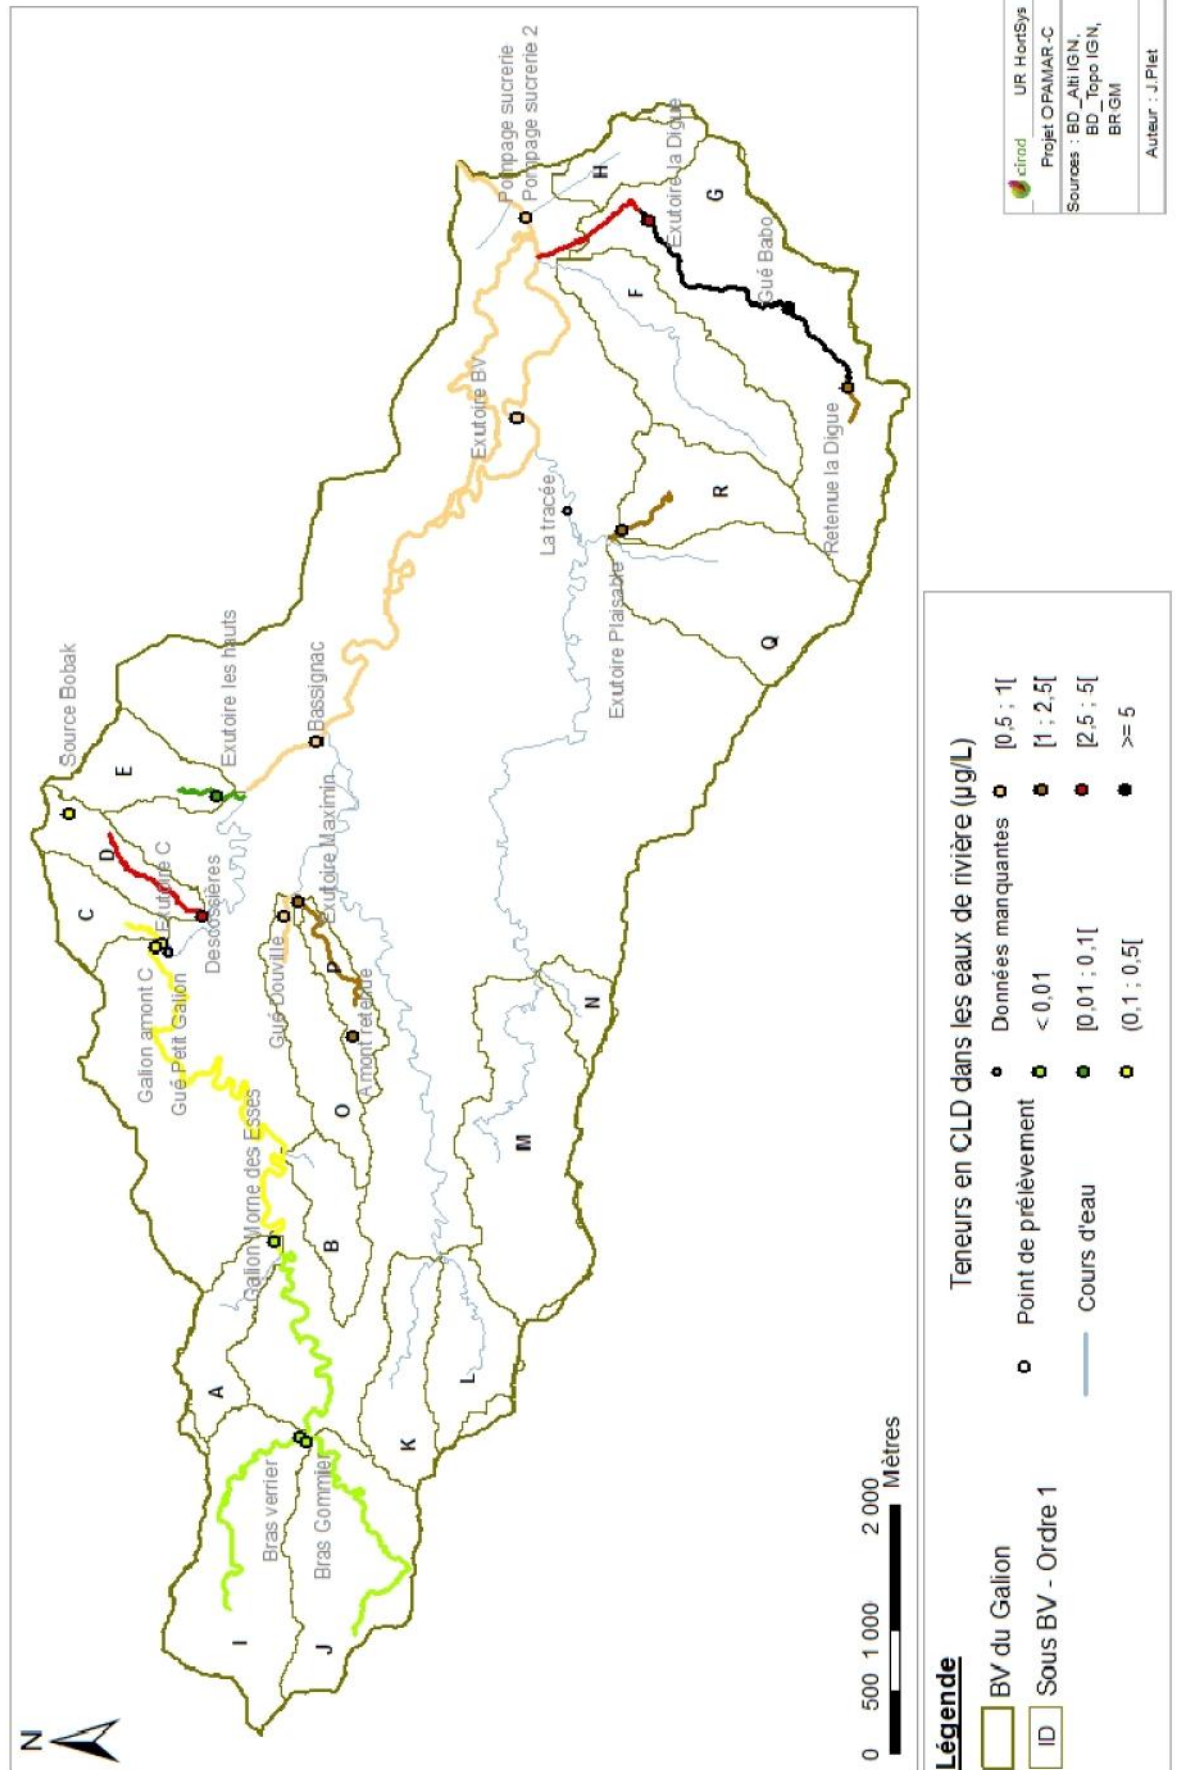 N
Source Bobak
E
D
C
Exutoire les hauts
Exutoire C
Descossières
Galion amont C
Gué Petit Galion
Bassignac
Exutoire Maximin
Gué Douville
P
Amont retenue
O
Galion Morne des Esses
B
A
I
Bras verrier
Bras Gommier
J
K
L
M
N
Pompage sucrerie
Pompage sucrerie 2
H
Exutoire la Digue
G
Gué Babo
F
Exutoire BV
La tracée
R
Retenue la Digue
Exutoire Plaisable
Q
0 500 1 000 2 000
Mètres
Légende
BV du Galion
ID Sous BV - Ordre 1
Teneurs en CLD dans les eaux de rivière (µg/L)
Point de prélèvement
Cours d'eau
Données manquantes
< 0,01
[0,01 ; 0,1[
(0,1 ; 0,5[
[0,5 ; 1[
[1 ; 2,5[
[2,5 ; 5[
>= 5
cirad UR HortSys
Projet OPAMAR-C
Sources : BD_Alti IGN,
BD_Topo IGN,
BRGM
Auteur : J.Plet